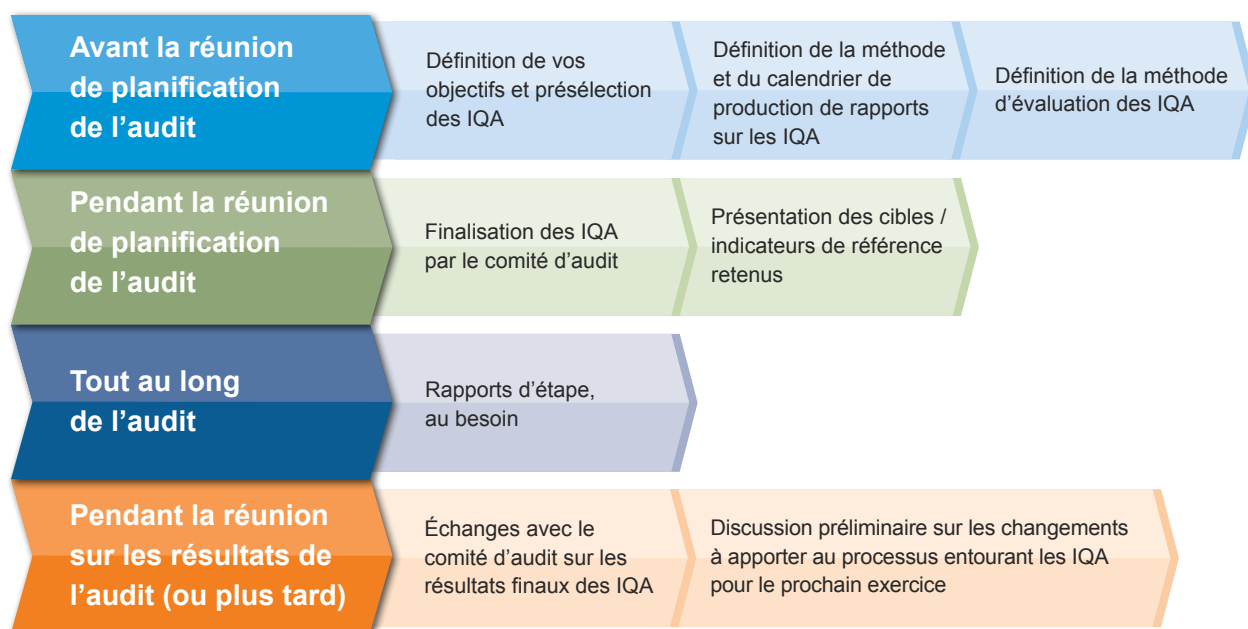 Avant la réunion
de planification
de l’audit
Définition de vos
objectifs et présélection
des IQA
Définition de la méthode
et du calendrier de
production de rapports
sur les IQA
Définition de la méthode
d’évaluation des IQA
Pendant la réunion
de planification
de l’audit
Finalisation des IQA
par le comité d’audit
Présentation des cibles /
indicateurs de référence
retenus
Tout au long
de l’audit
Rapports d’étape,
au besoin
Pendant la réunion
sur les résultats de
l’audit (ou plus tard)
Échanges avec le
comité d’audit sur les
résultats finaux des IQA
Discussion préliminaire sur les changements
à apporter au processus entourant les IQA
pour le prochain exercice